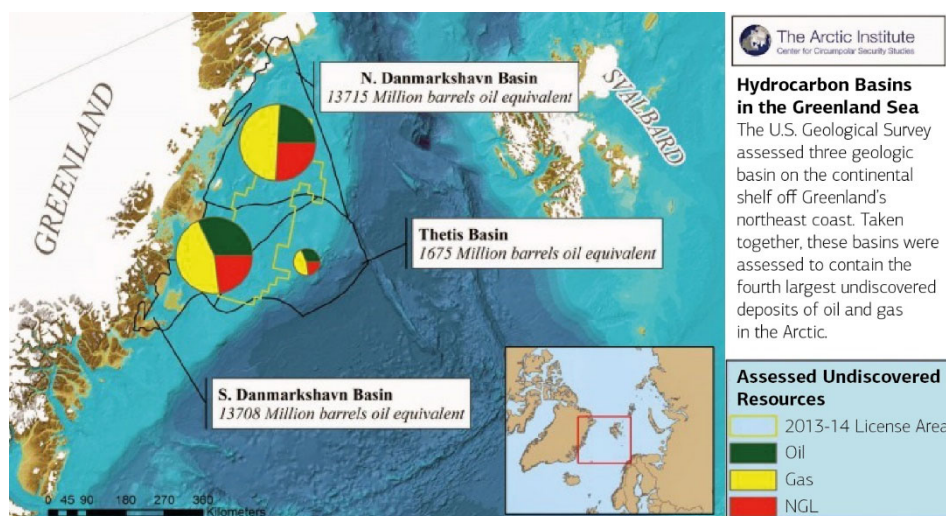 GREENLAND
SVALBARD
N. Danmarkshavn Basin
13715 Million barrels oil equivalent
Thetis Basin
1675 Million barrels oil equivalent
S. Danmarkshavn Basin
13708 Million barrels oil equivalent
0 45 90 180 270 360
Kilometers
The Arctic Institute
Center for Circumpolar Security Studies
Hydrocarbon Basins
in the Greenland Sea
The U.S. Geological Survey
assessed three geologic
basin on the continental
shelf off Greenland's
northeast coast. Taken
together, these basins were
assessed to contain the
fourth largest undiscovered
deposits of oil and gas
in the Arctic.
Assessed Undiscovered
Resources
2013-14 License Area
Oil
Gas
NGL